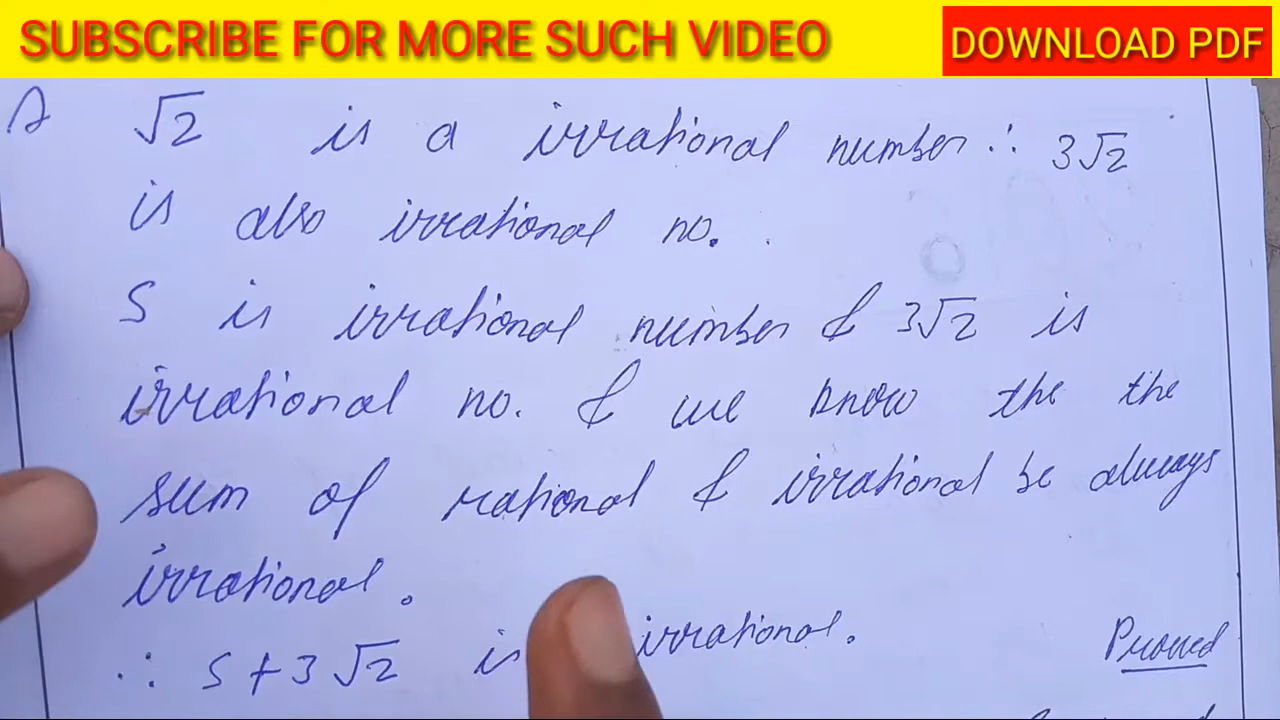 SUBSCRIBE FOR MORE SUCH VIDEO
DOWNLOAD PDF
√2 is a irrational number ∴ 3√2
is also irrational no.
5 is irrational number & 3√2 is
irrational no. & we know the the
sum of rational & irrational be always
irrational.
∴ 5+3√2 is irrational.
Proved